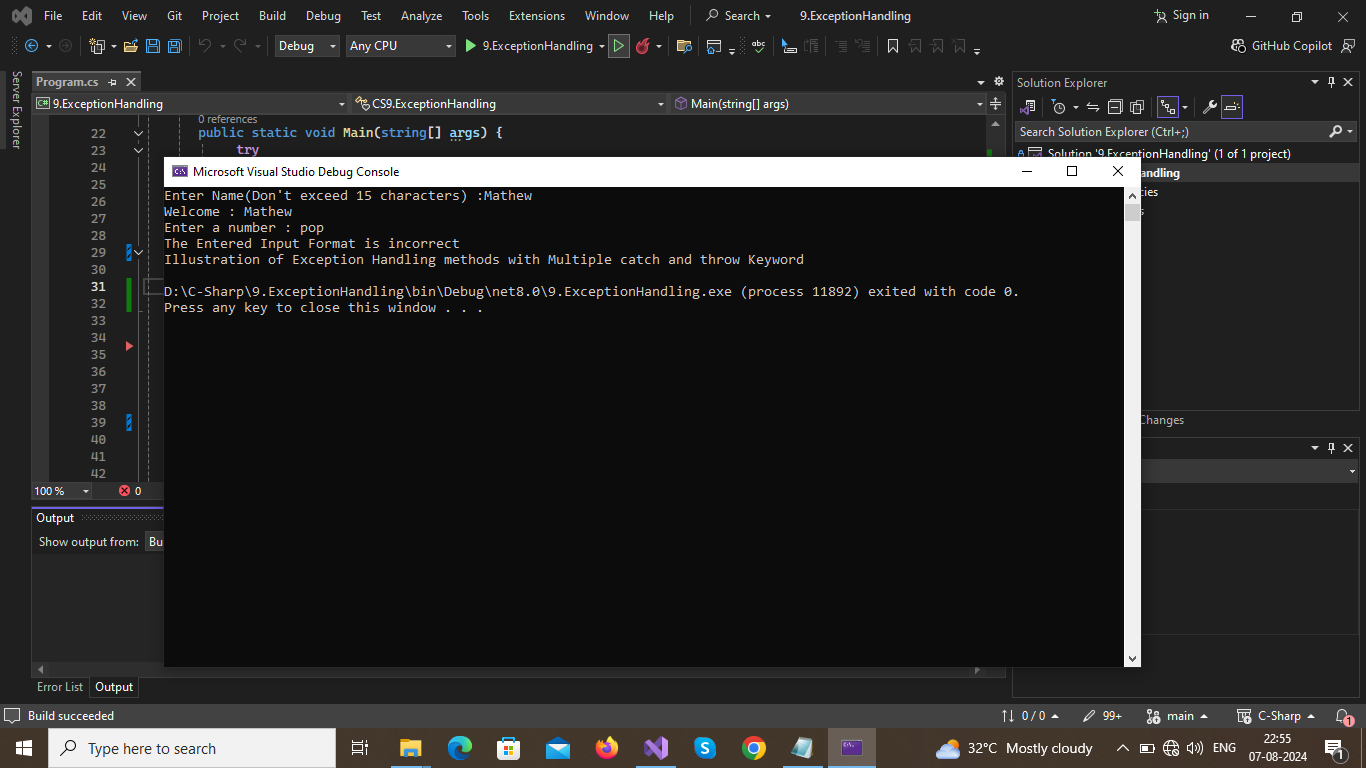 File Edit View Git Project Build Debug Test Analyze Tools Extensions Window Help Search 9.ExceptionHandling Sign in
Debug Any CPU 9.ExceptionHandling GitHub Copilot
Server Explorer
Program.cs
9.ExceptionHandling CS9.ExceptionHandling Main(string[] args)
0 references
22 public static void Main(string[] args) {
23 try
24
25
26
27
28
29
30
31
32
33
34
35
36
37
38
39
40
41
42
100 % 0
Solution Explorer
Search Solution Explorer (Ctrl+;)
Solution '9.ExceptionHandling' (1 of 1 project)
Microsoft Visual Studio Debug Console
Enter Name(Don't exceed 15 characters) :Mathew
Welcome : Mathew
Enter a number : pop
The Entered Input Format is incorrect
Illustration of Exception Handling methods with Multiple catch and throw Keyword
D:\C-Sharp\9.ExceptionHandling\bin\Debug\net8.0\9.ExceptionHandling.exe (process 11892) exited with code 0.
Press any key to close this window . . .
Changes
Output
Show output from: Bu
Error List Output
Build succeeded 0 / 0 99+ main C-Sharp 1
Type here to search 32°C Mostly cloudy ENG 22:55
07-08-2024 1